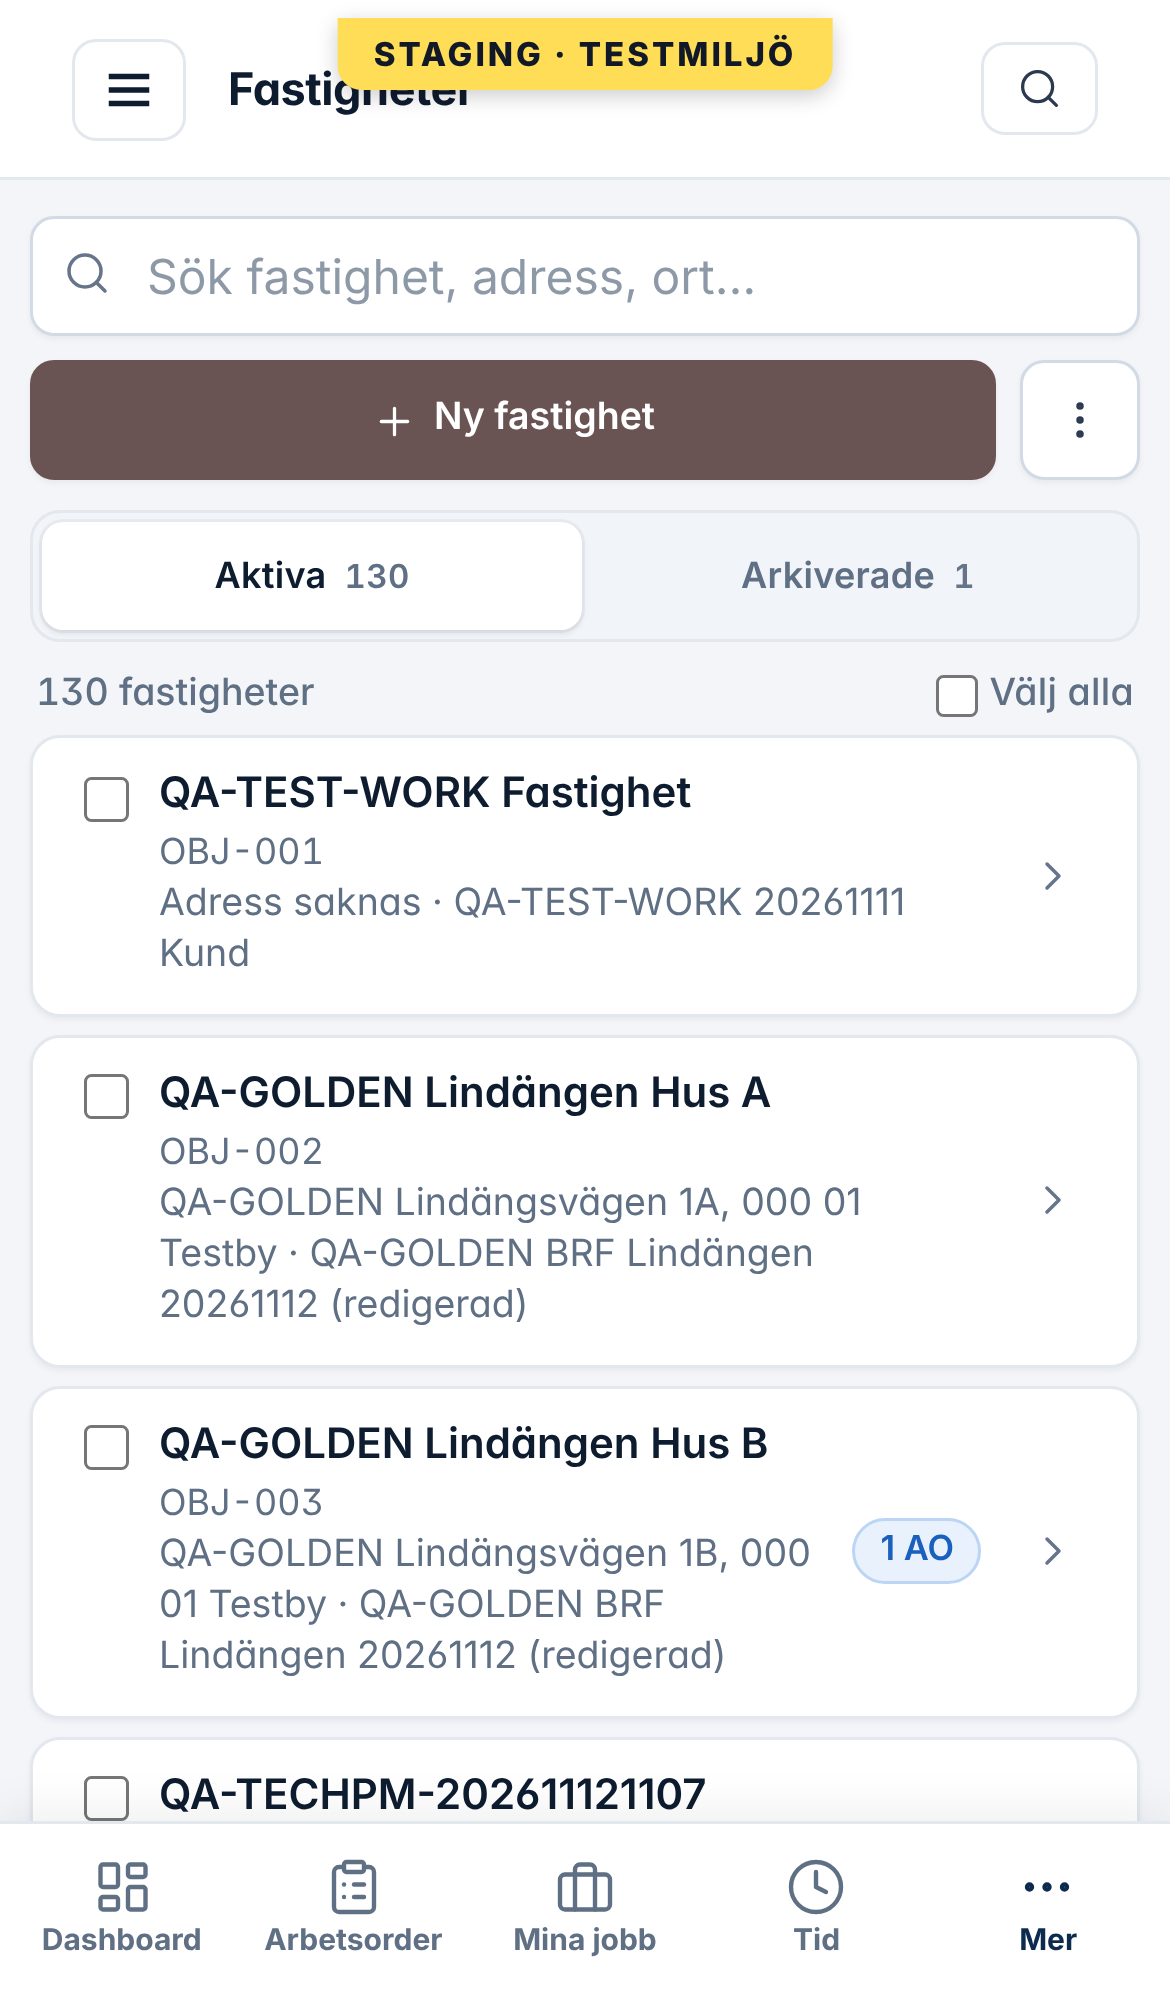 STAGING · TESTMILJÖ
Fastigheter
Sök fastighet, adress, ort...
Ny fastighet
Aktiva 130
Arkiverade 1
130 fastigheter
Välj alla
QA-TEST-WORK Fastighet
OBJ-001
Adress saknas · QA-TEST-WORK 20261111
Kund
QA-GOLDEN Lindängen Hus A
OBJ-002
QA-GOLDEN Lindängsvägen 1A, 000 01
Testby · QA-GOLDEN BRF Lindängen
20261112 (redigerad)
QA-GOLDEN Lindängen Hus B
OBJ-003
QA-GOLDEN Lindängsvägen 1B, 000
01 Testby · QA-GOLDEN BRF
Lindängen 20261112 (redigerad)
1 AO
QA-TECHPM-202611121107
Dashboard
Arbetsorder
Mina jobb
Tid
Mer